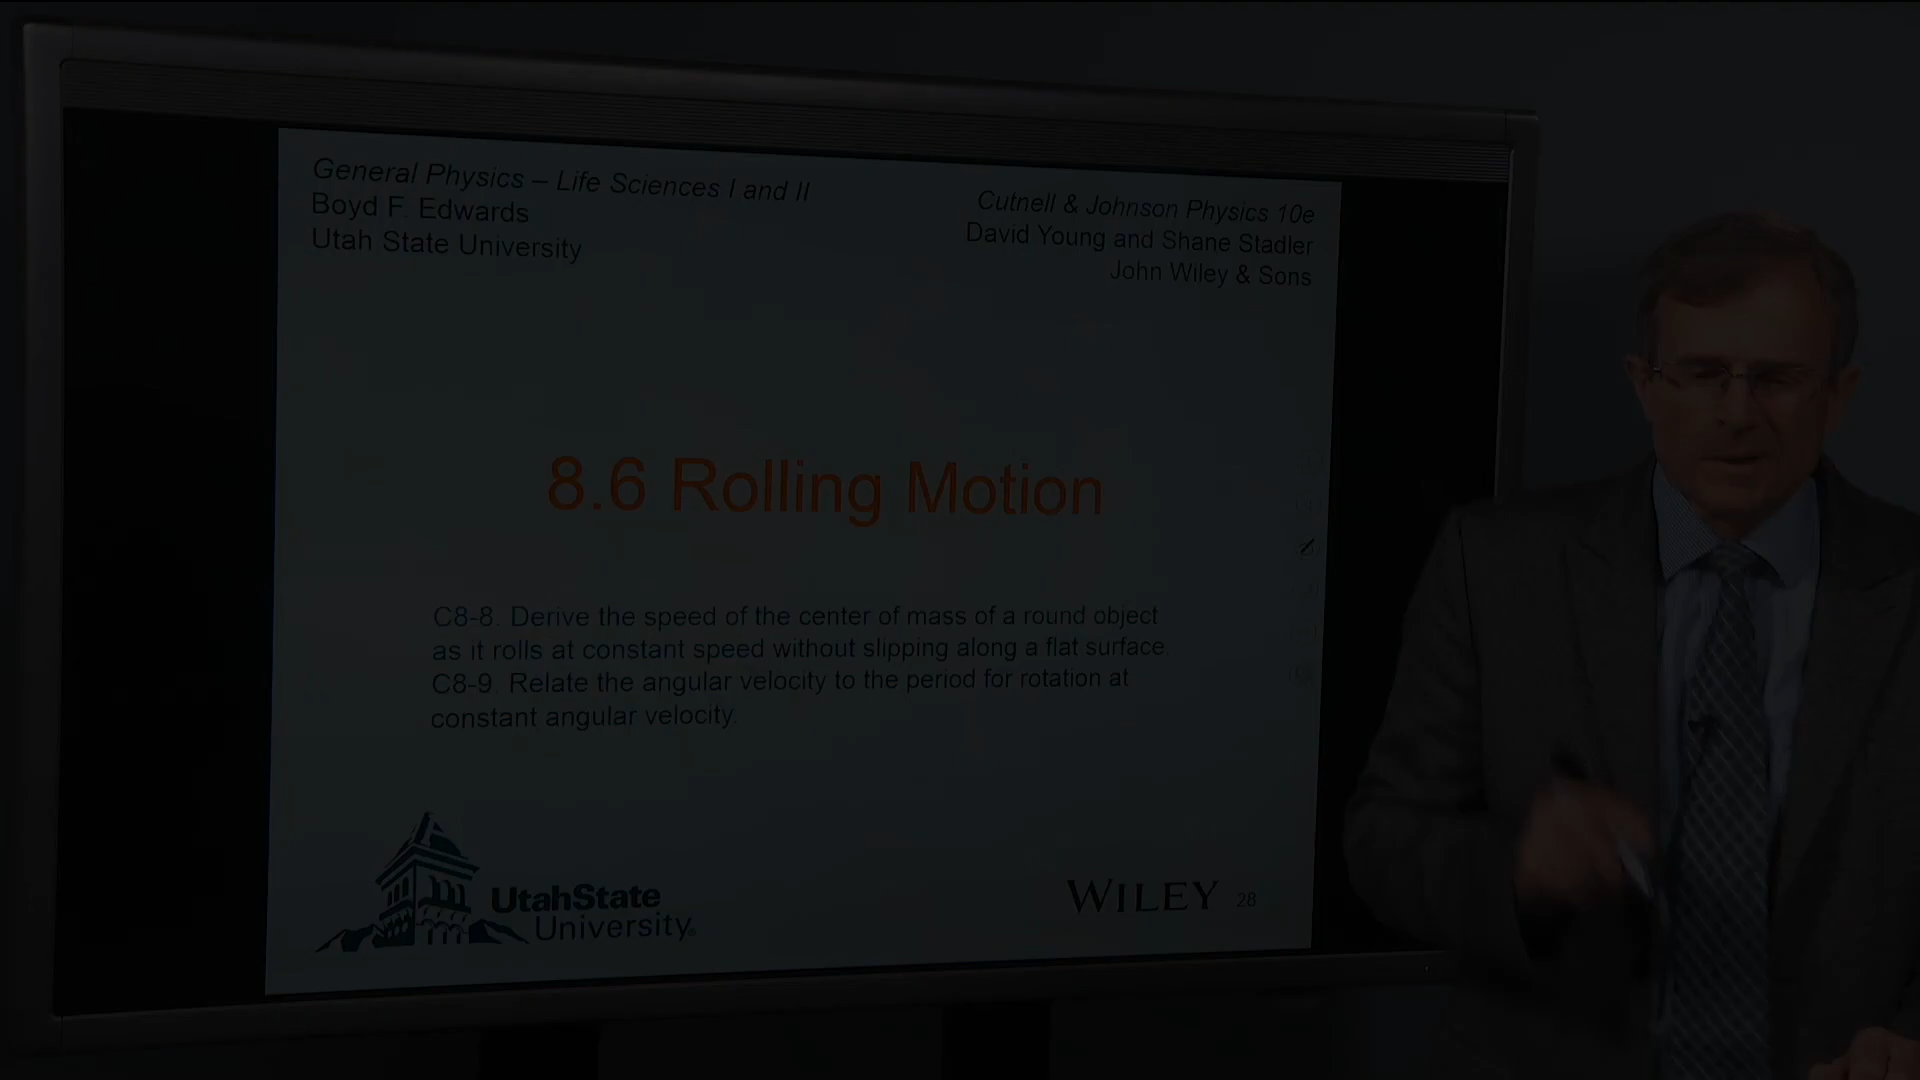 General Physics – Life Sciences I and II
Boyd F. Edwards
Utah State University
Cutnell & Johnson Physics 10e
David Young and Shane Stadler
John Wiley & Sons
8.6 Rolling Motion
C8-8. Derive the speed of the center of mass of a round object
as it rolls at constant speed without slipping along a flat surface.
C8-9. Relate the angular velocity to the period for rotation at
constant angular velocity.
UtahState
University®
WILEY
28